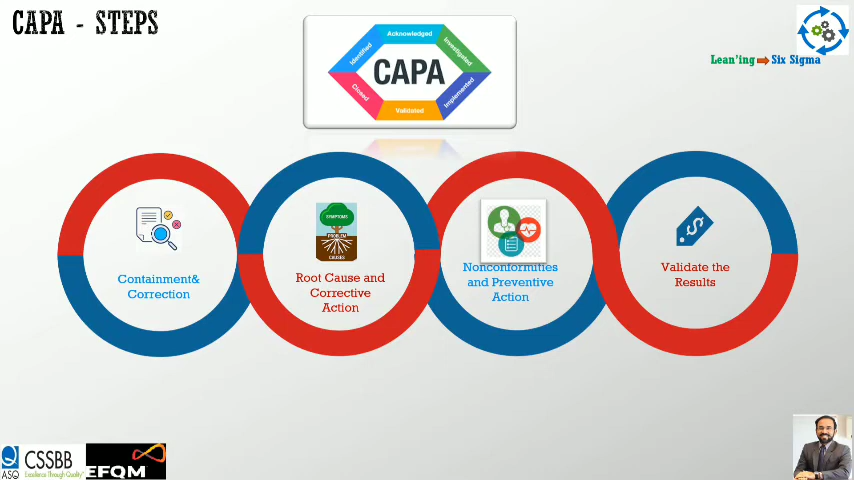 CAPA - STEPS
Acknowledged
Identified
Investigated
CAPA
Closed
Implemented
Validated
Lean'ing Six Sigma
SYMPTOMS
PROBLEM
CAUSES
Containment&
Correction
Root Cause and
Corrective
Action
Nonconformities
and Preventive
Action
Validate the
Results
ASQ
CSSBB
Excellence Through Quality
EFQM